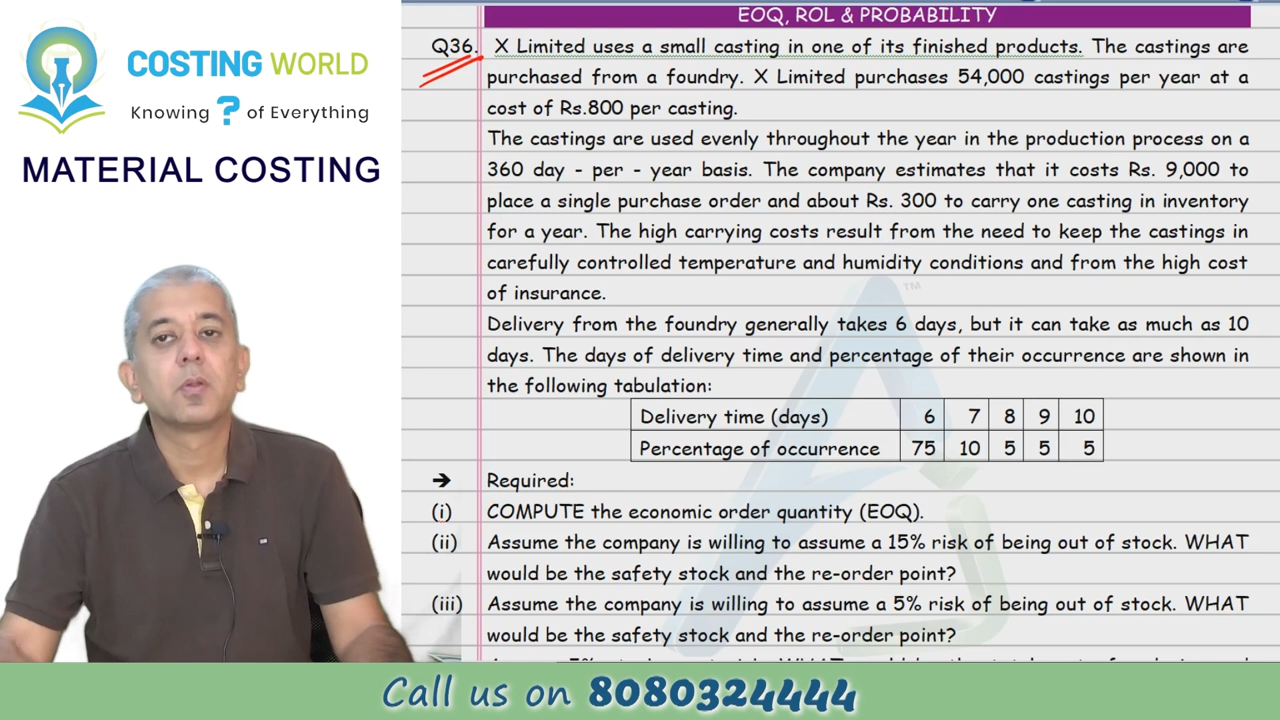 COSTING WORLD
Knowing ? of Everything
MATERIAL COSTING
EOQ, ROL & PROBABILITY
Q36. X Limited uses a small casting in one of its finished products. The castings are
purchased from a foundry. X Limited purchases 54,000 castings per year at a
cost of Rs.800 per casting.
The castings are used evenly throughout the year in the production process on a
360 day - per - year basis. The company estimates that it costs Rs. 9,000 to
place a single purchase order and about Rs. 300 to carry one casting in inventory
for a year. The high carrying costs result from the need to keep the castings in
carefully controlled temperature and humidity conditions and from the high cost
of insurance.
TM
Delivery from the foundry generally takes 6 days, but it can take as much as 10
days. The days of delivery time and percentage of their occurrence are shown in
the following tabulation:
Delivery time (days) 6 7 8 9 10
Percentage of occurrence 75 10 5 5 5
➔ Required:
(i) COMPUTE the economic order quantity (EOQ).
(ii) Assume the company is willing to assume a 15% risk of being out of stock. WHAT
would be the safety stock and the re-order point?
(iii) Assume the company is willing to assume a 5% risk of being out of stock. WHAT
would be the safety stock and the re-order point?
Call us on 8080324444